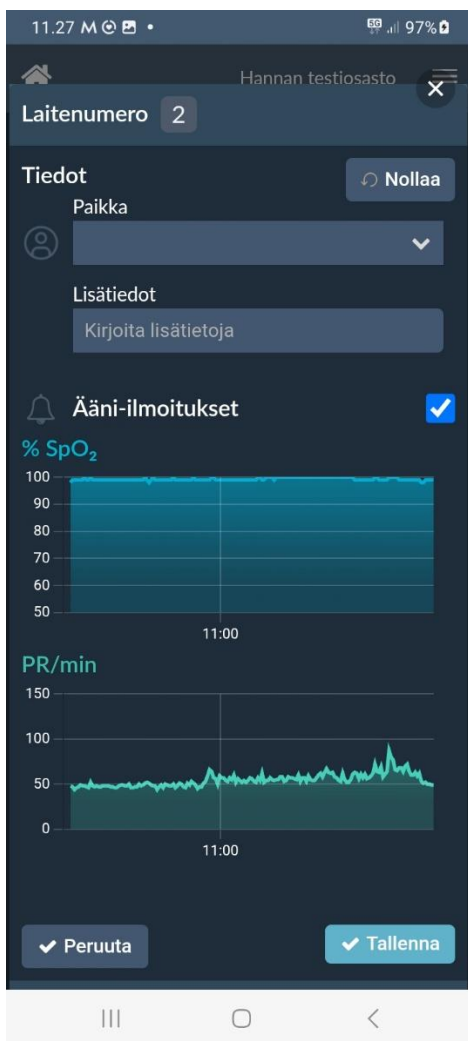 11.27 M
5G 97%
Hannan testiosasto
Laitenumero 2
Tiedot
Nollaa
Paikka
Lisätiedot
Kirjoita lisätietoja
Ääni-ilmoitukset
% SpO₂
100
90
80
70
60
50
11:00
PR/min
150
100
50
0
11:00
Peruuta
Tallenna